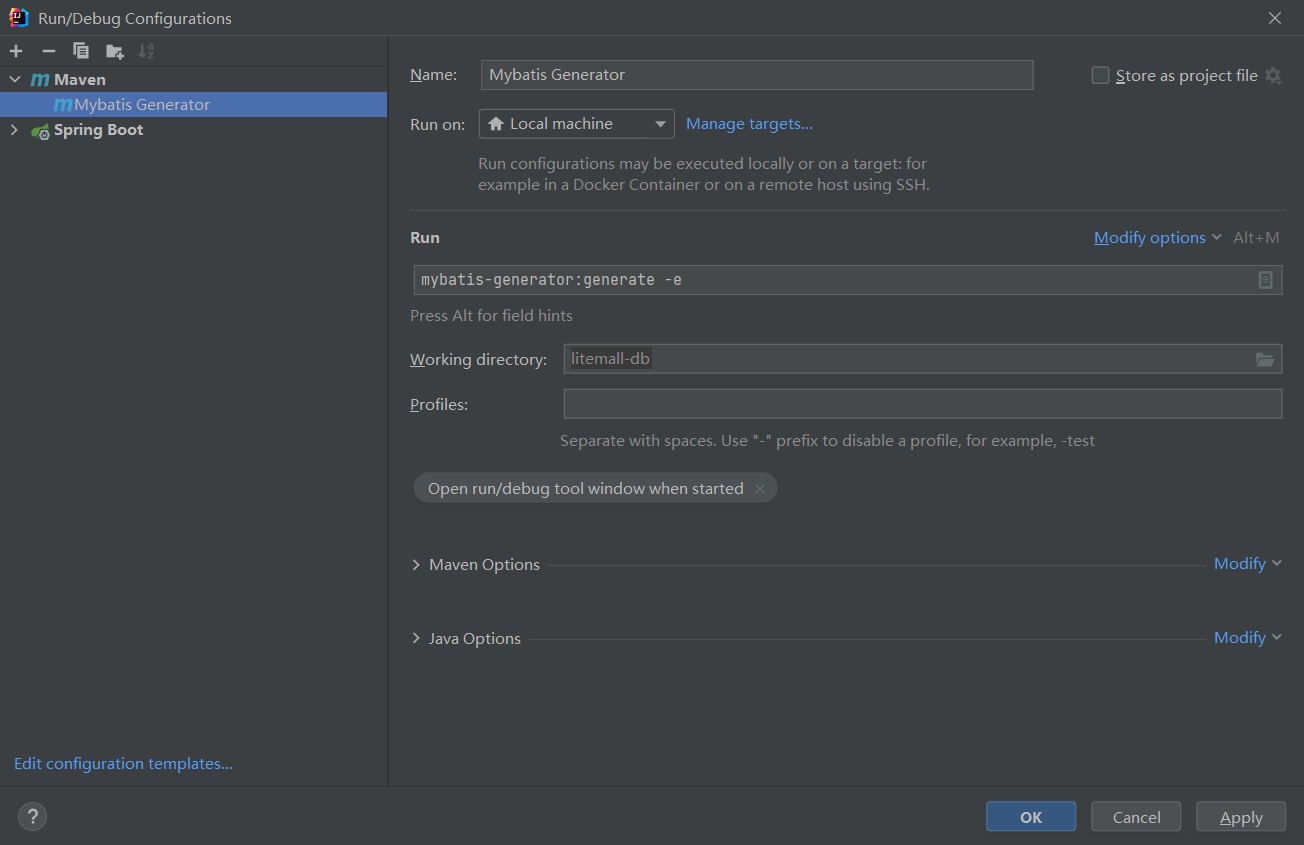 Run/Debug Configurations
Maven
Mybatis Generator
Spring Boot
Edit configuration templates...
Name:
Mybatis Generator
Store as project file
Run on:
Local machine
Manage targets...
Run configurations may be executed locally or on a target: for
example in a Docker Container or on a remote host using SSH.
Run
Modify options
Alt+M
mybatis-generator:generate -e
Press Alt for field hints
Working directory:
litemall-db
Profiles:
Separate with spaces. Use "-" prefix to disable a profile, for example, -test
Open run/debug tool window when started
Maven Options
Modify
Java Options
Modify
?
OK
Cancel
Apply